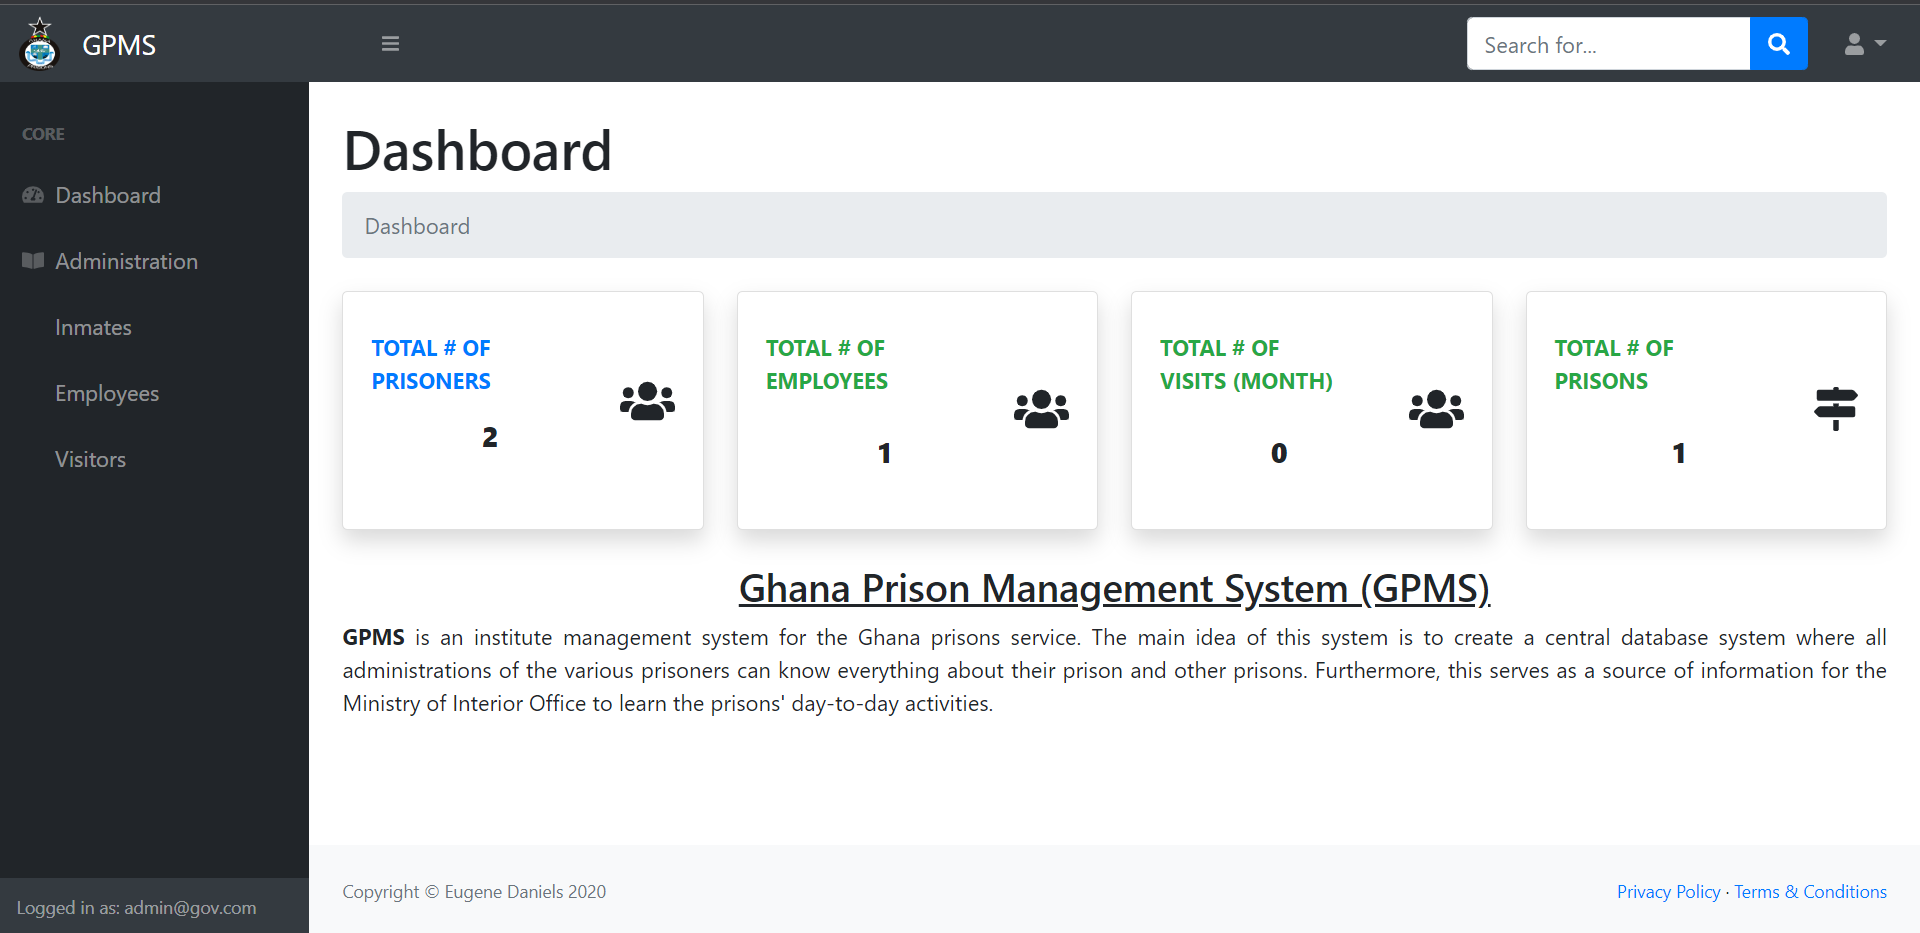 GPMS
Search for...
CORE
Dashboard
Administration
Inmates
Employees
Visitors
Logged in as: admin@gov.com
Dashboard
Dashboard
TOTAL # OF
PRISONERS
2
TOTAL # OF
EMPLOYEES
1
TOTAL # OF
VISITS (MONTH)
0
TOTAL # OF
PRISONS
1
Ghana Prison Management System (GPMS)
GPMS is an institute management system for the Ghana prisons service. The main idea of this system is to create a central database system where all
administrations of the various prisoners can know everything about their prison and other prisons. Furthermore, this serves as a source of information for the
Ministry of Interior Office to learn the prisons' day-to-day activities.
Copyright © Eugene Daniels 2020
Privacy Policy · Terms & Conditions